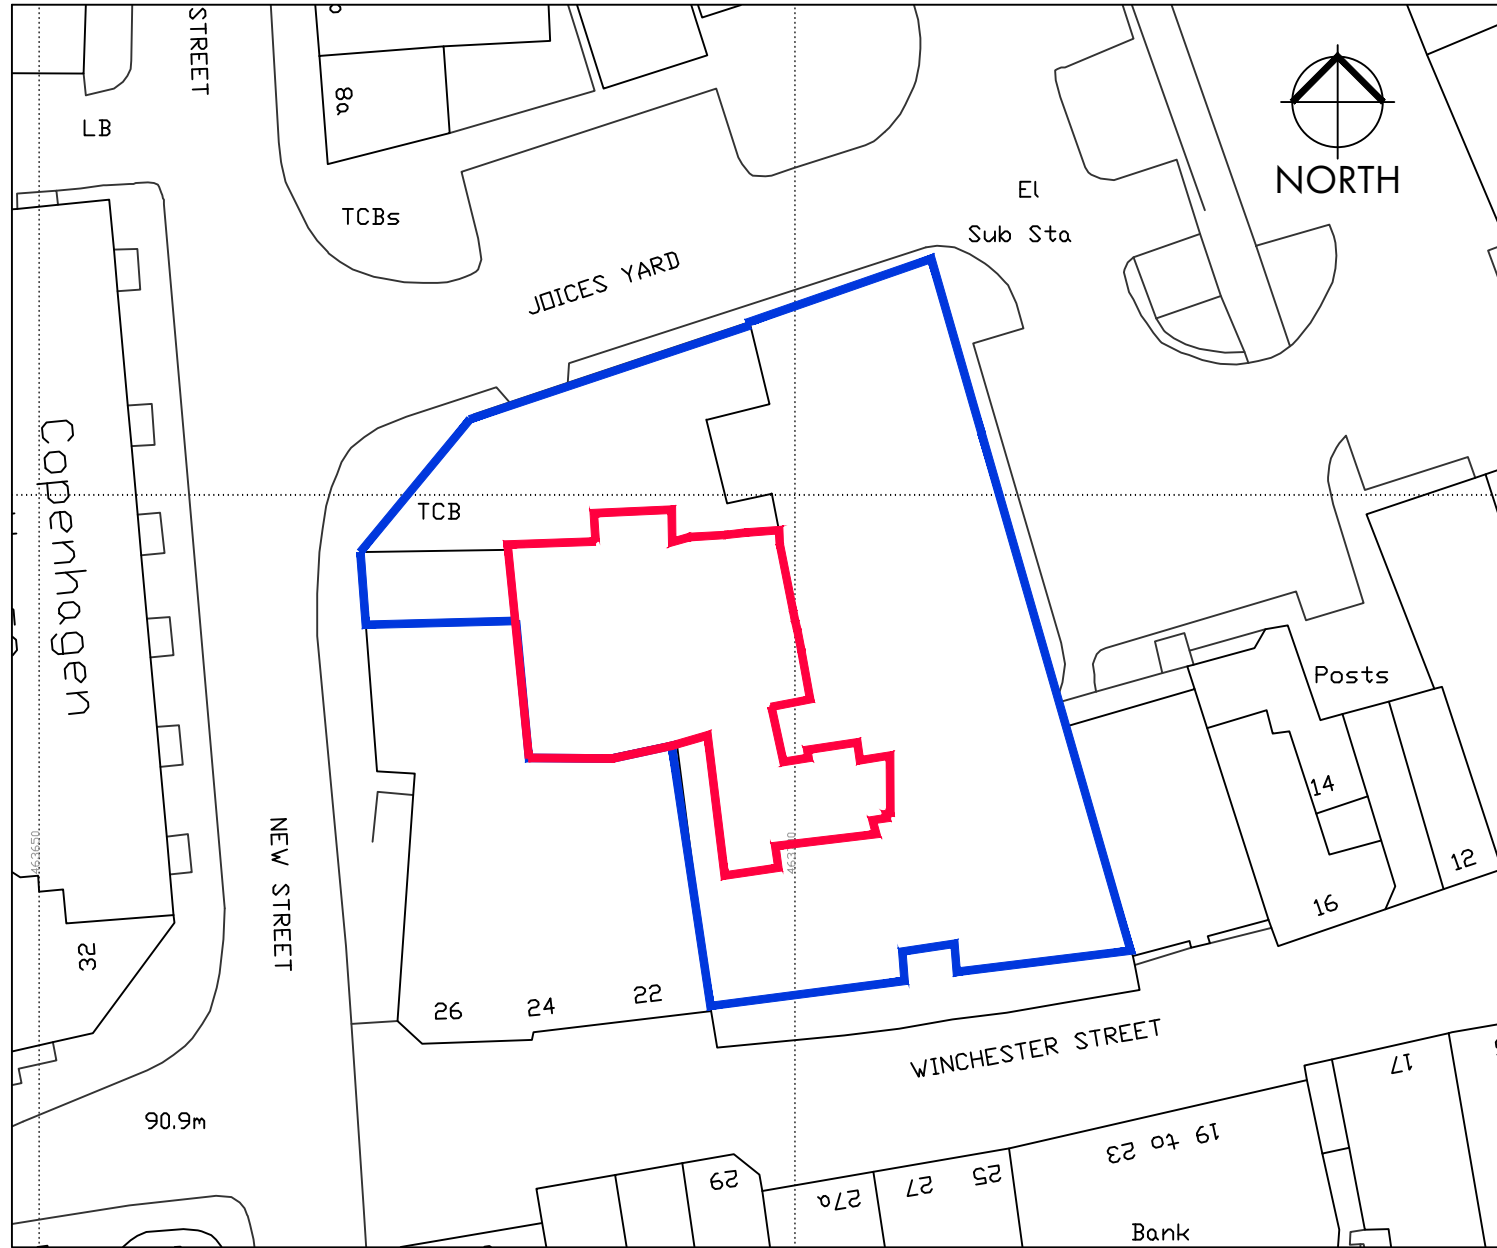 STREET
8a
LB
NORTH
TCBs
El
Sub Sta
JOICES YARD
Copenhagen
TCB
Posts
14
12
16
463650
NEW STREET
32
26
24
22
WINCHESTER STREET
90.9m
17
19 to 23
29
27a
27
25
Bank